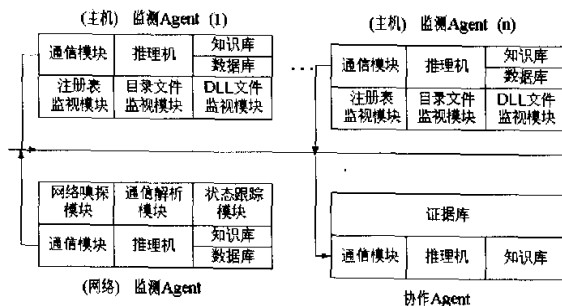 (主机) 监测Agent (1)
通信模块 推理机 知识库
数据库
注册表监视模块 目录文件监视模块 DLL文件监视模块
...
(主机) 监测Agent (n)
通信模块 推理机 知识库
数据库
注册表监视模块 目录文件监视模块 DLL文件监视模块
网络嗅探模块 通信解析模块 状态跟踪模块
通信模块 推理机 知识库
数据库
(网络) 监测Agent
证据库
通信模块 推理机 知识库
协作Agent